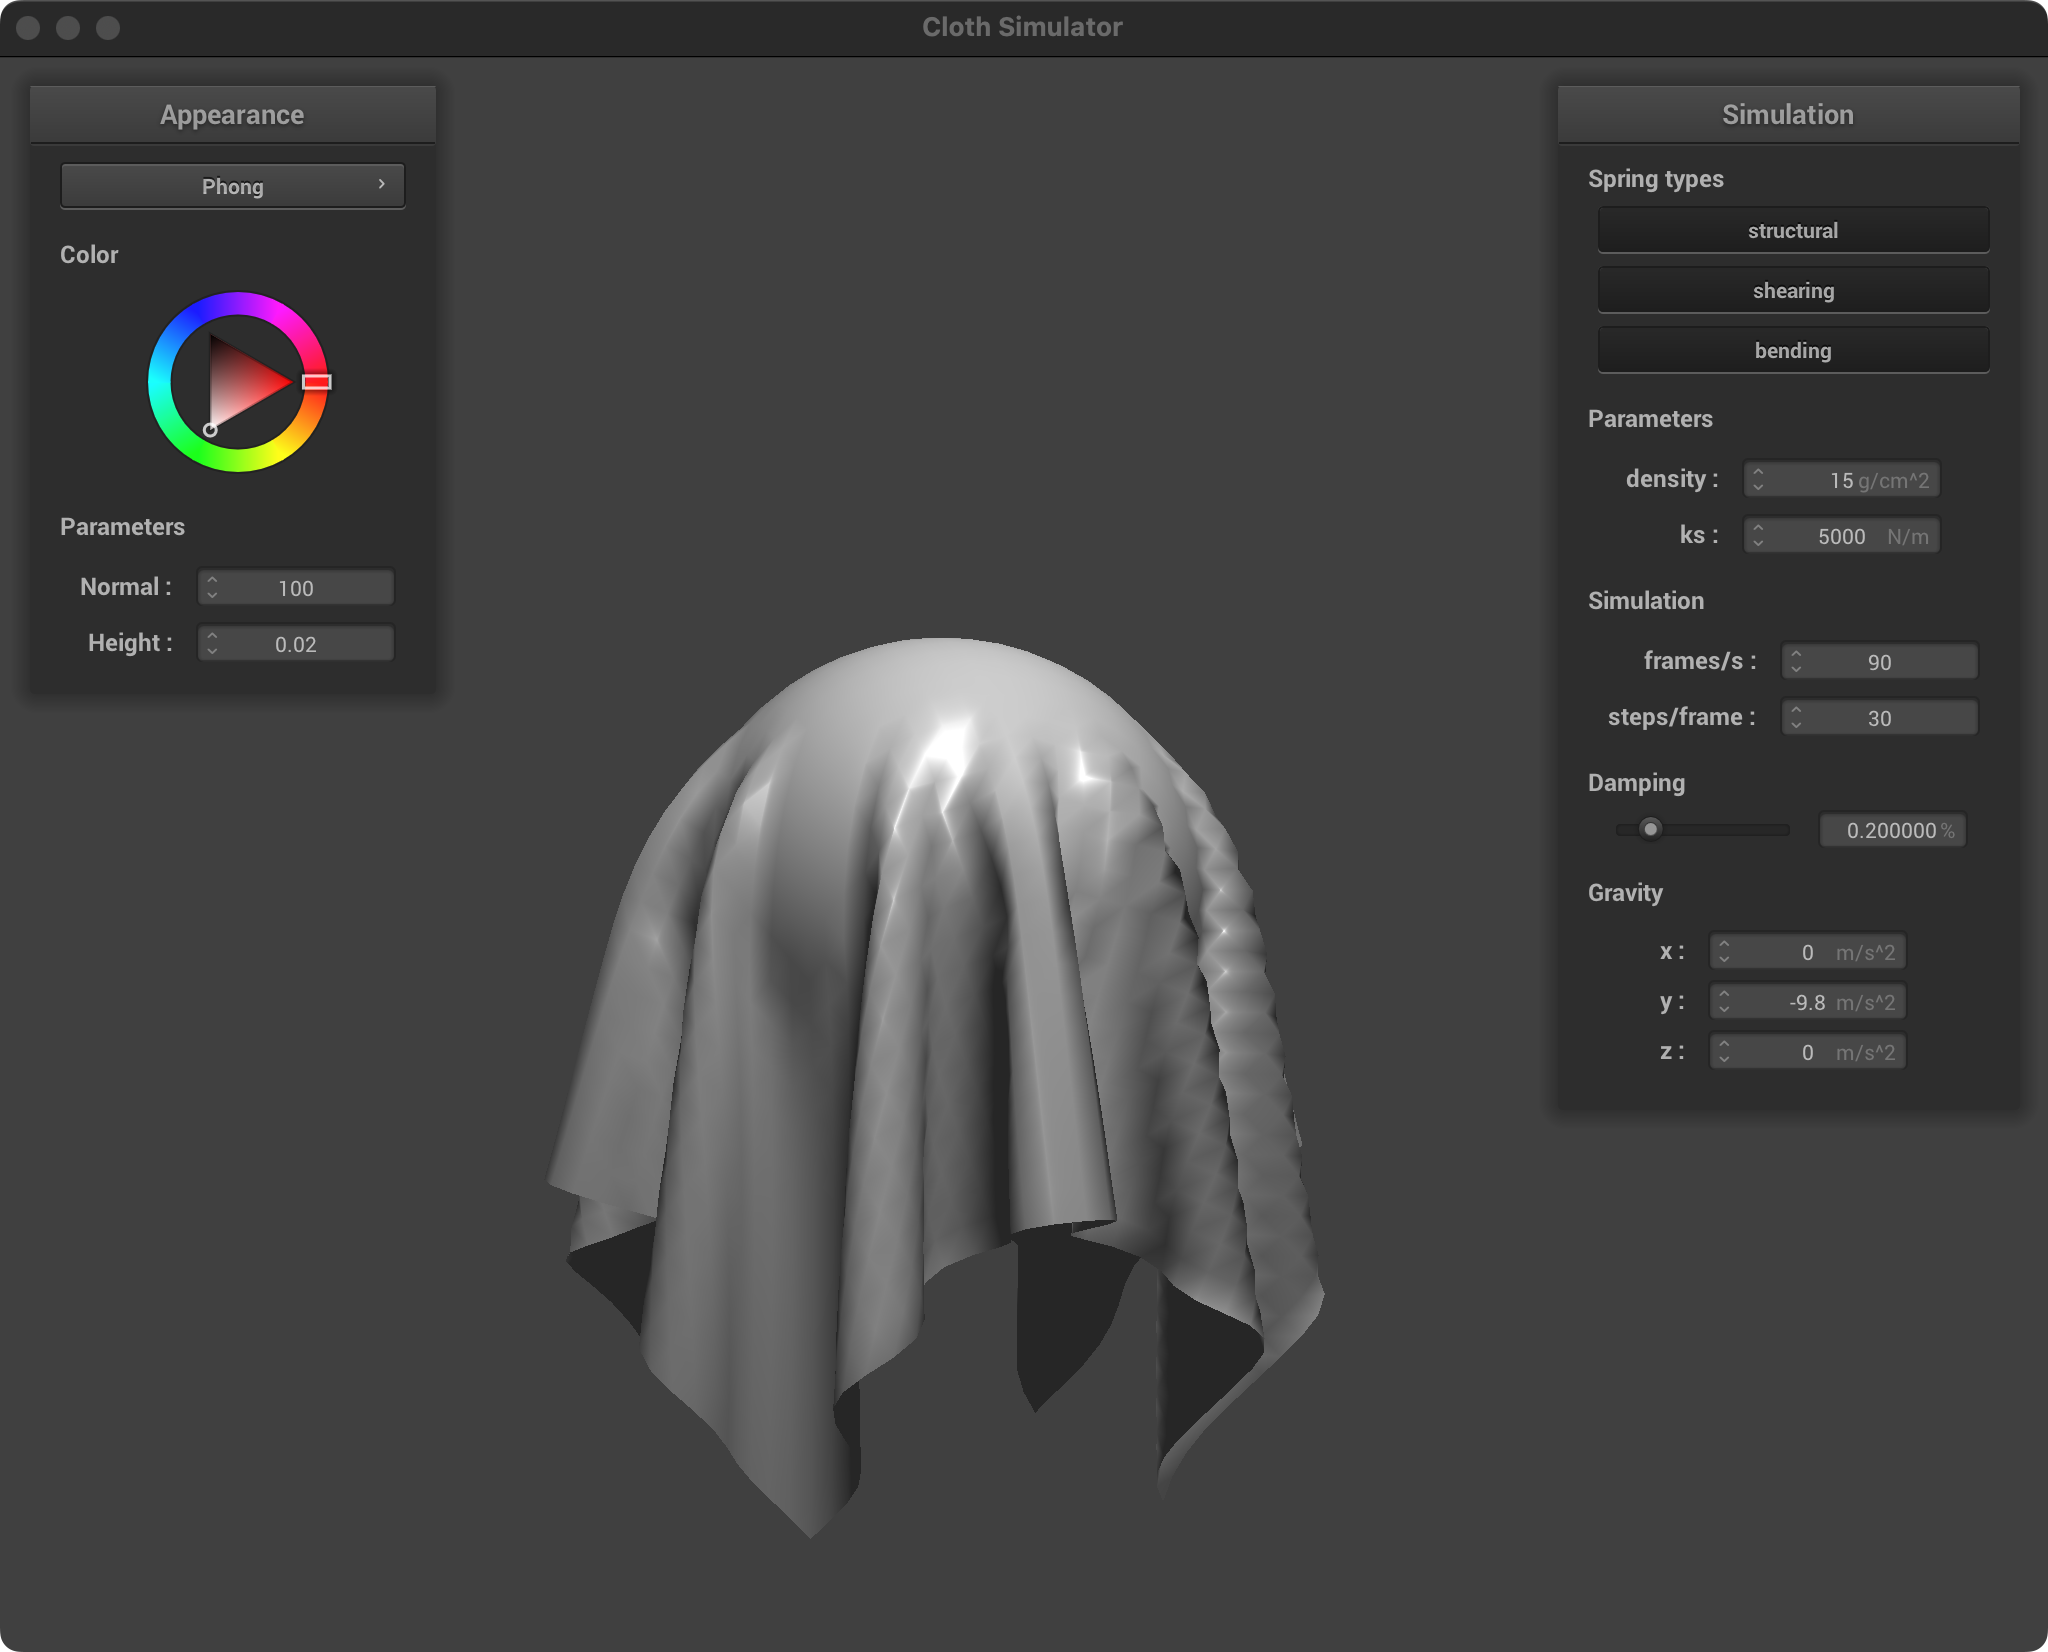 Cloth Simulator
Appearance
Phong
Color
Parameters
Normal : 100
Height : 0.02
Simulation
Spring types
structural
shearing
bending
Parameters
density : 15 g/cm^2
ks : 5000 N/m
Simulation
frames/s : 90
steps/frame : 30
Damping
0.200000 %
Gravity
x : 0 m/s^2
y : -9.8 m/s^2
z : 0 m/s^2